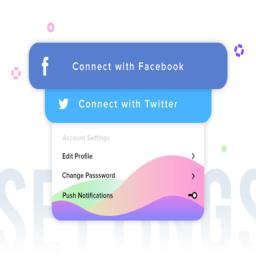 Connect with Facebook
Connect with Twitter
Account Settings
Edit Profile
Change Passsword
Push Notifications
SETTINGS